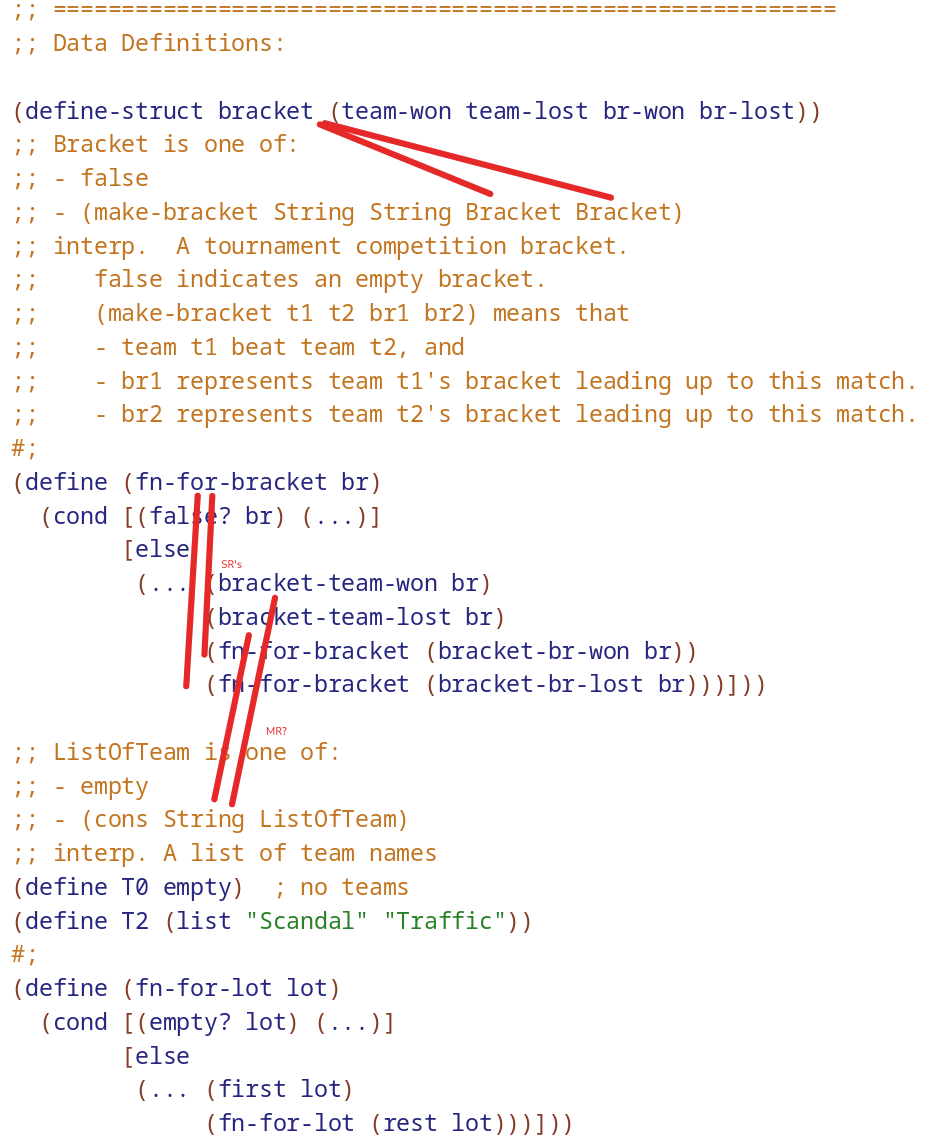 ;; =========================================================
;; Data Definitions:
(define-struct bracket (team-won team-lost br-won br-lost))
;; Bracket is one of:
;; - false
;; - (make-bracket String String Bracket Bracket)
;; interp.  A tournament competition bracket.
;;    false indicates an empty bracket.
;;    (make-bracket t1 t2 br1 br2) means that
;;    - team t1 beat team t2, and
;;    - br1 represents team t1's bracket leading up to this match.
;;    - br2 represents team t2's bracket leading up to this match.
#;
(define (fn-for-bracket br)
  (cond [(false? br) (...)]
        [else
SR's
         (... (bracket-team-won br)
              (bracket-team-lost br)
              (fn-for-bracket (bracket-br-won br))
              (fn-for-bracket (bracket-br-lost br)))]))
MR?
;; ListOfTeam is one of:
;; - empty
;; - (cons String ListOfTeam)
;; interp. A list of team names
(define T0 empty)  ; no teams
(define T2 (list "Scandal" "Traffic"))
#;
(define (fn-for-lot lot)
  (cond [(empty? lot) (...)]
        [else
         (... (first lot)
              (fn-for-lot (rest lot)))]))